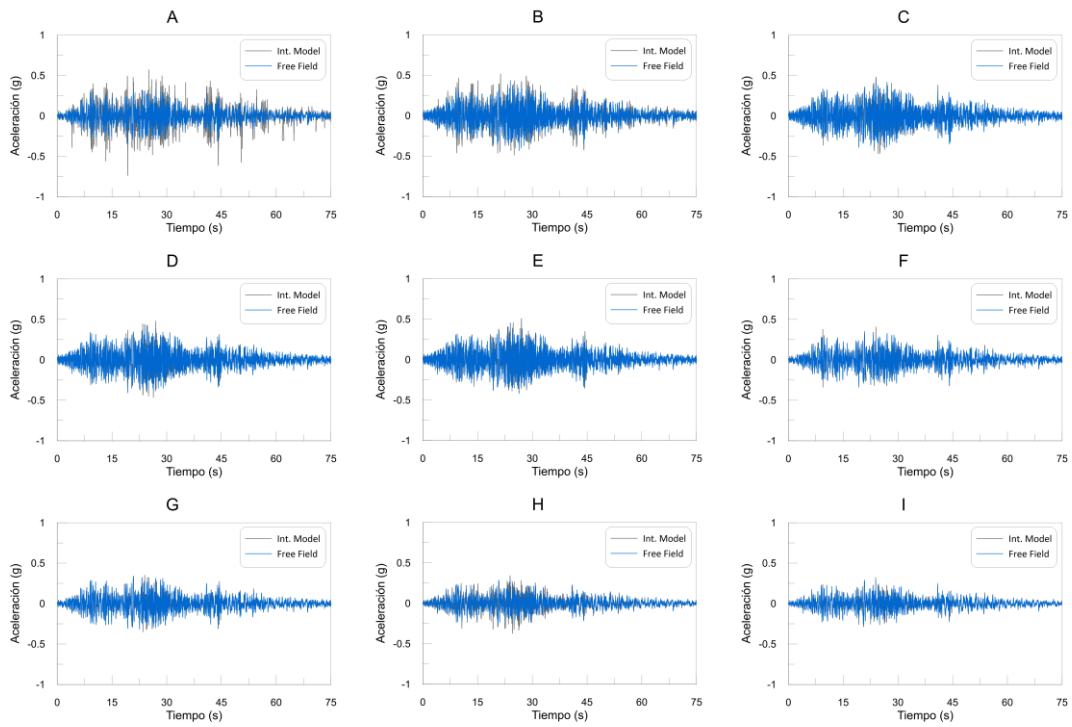 A
1
0.5
0
-0.5
-1
Aceleración (g)
Int. Model
Free Field
0 15 30 45 60 75
Tiempo (s)
B
1
0.5
0
-0.5
-1
Aceleración (g)
Int. Model
Free Field
0 15 30 45 60 75
Tiempo (s)
C
1
0.5
0
-0.5
-1
Aceleración (g)
Int. Model
Free Field
0 15 30 45 60 75
Tiempo (s)
D
1
0.5
0
-0.5
-1
Aceleración (g)
Int. Model
Free Field
0 15 30 45 60 75
Tiempo (s)
E
1
0.5
0
-0.5
-1
Aceleración (g)
Int. Model
Free Field
0 15 30 45 60 75
Tiempo (s)
F
1
0.5
0
-0.5
-1
Aceleración (g)
Int. Model
Free Field
0 15 30 45 60 75
Tiempo (s)
G
1
0.5
0
-0.5
-1
Aceleración (g)
Int. Model
Free Field
0 15 30 45 60 75
Tiempo (s)
H
1
0.5
0
-0.5
-1
Aceleración (g)
Int. Model
Free Field
0 15 30 45 60 75
Tiempo (s)
I
1
0.5
0
-0.5
-1
Aceleración (g)
Int. Model
Free Field
0 15 30 45 60 75
Tiempo (s)